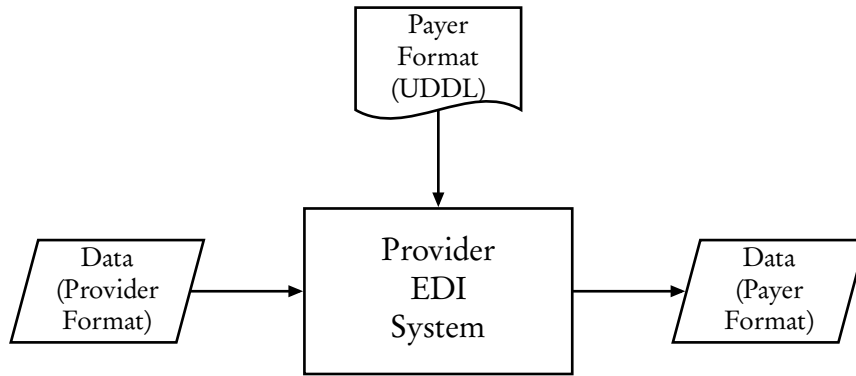 Payer
Format
(UDDL)
Data
(Provider
Format)
Provider
EDI
System
Data
(Payer
Format)